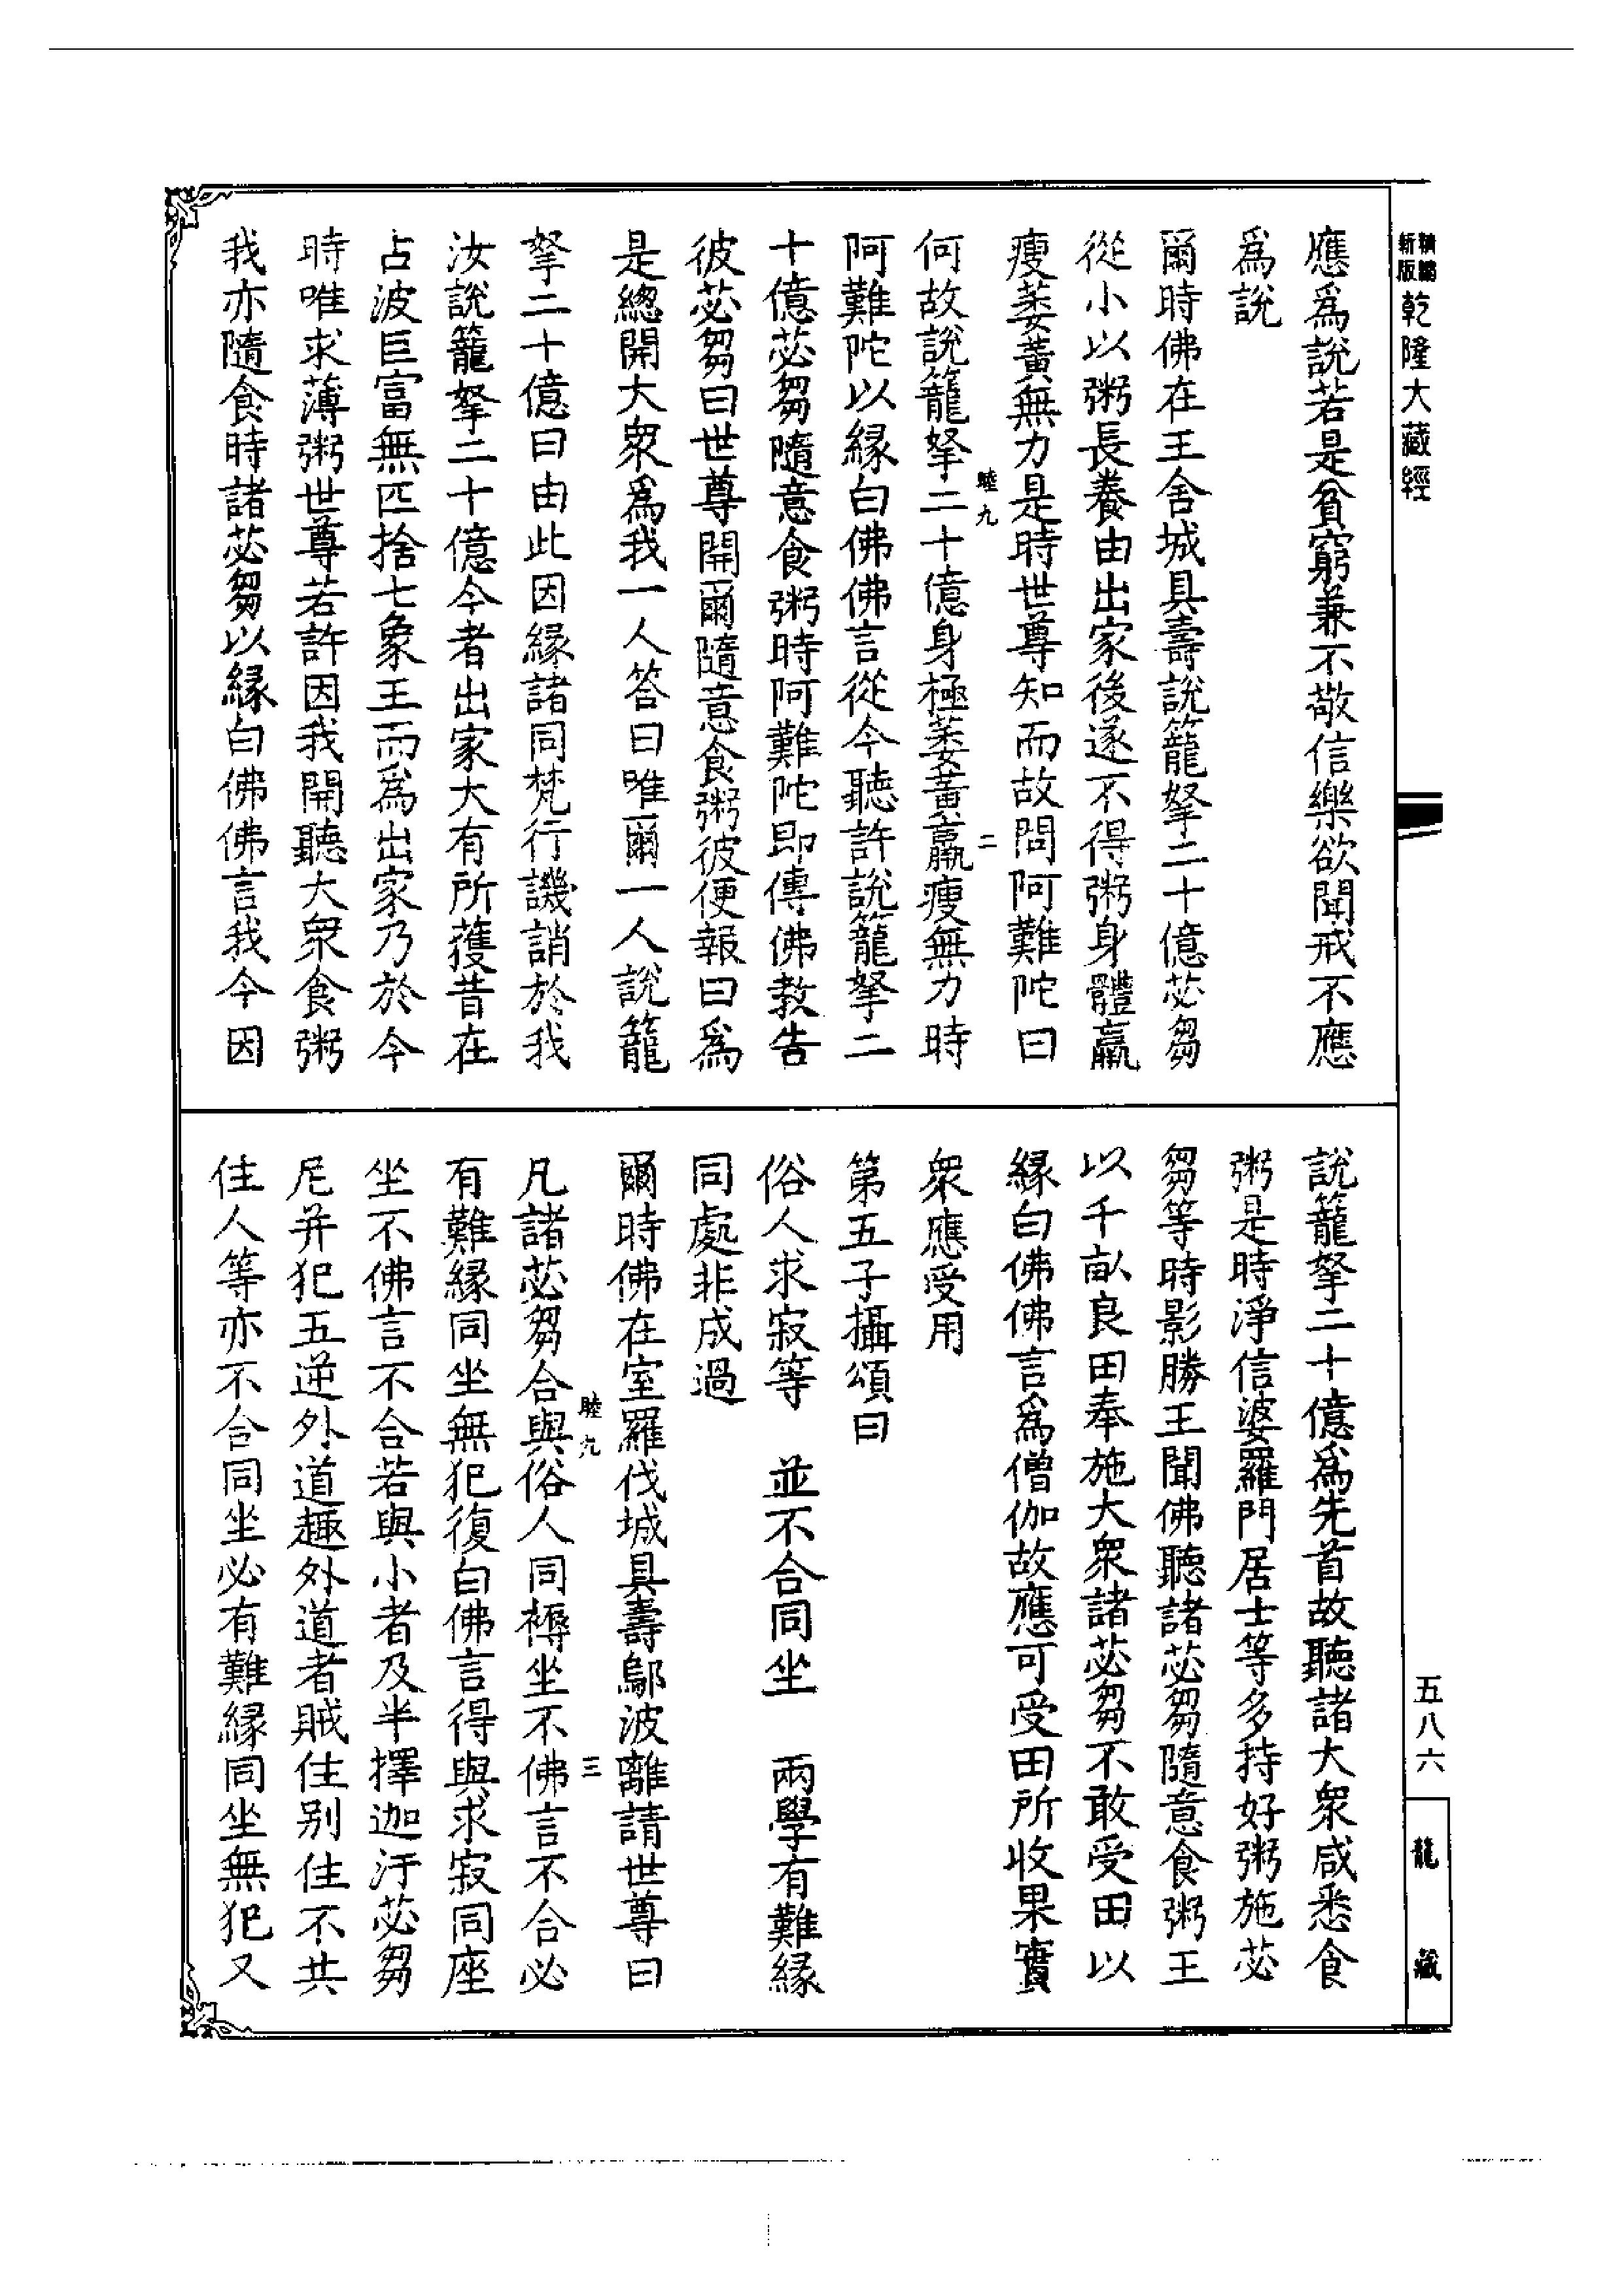 精編
新版
乾隆大藏經
應爲說若是貧窮兼不敬信樂欲聞戒不應
爲說
爾時佛在王舍城具壽說籠拏二十億苾芻
從小以粥長養由出家後遂不得粥身體羸
瘦萎黃無力是時世尊知而故問阿難陀曰
睦九
二
何故說籠拏二十億身極萎黃羸瘦無力時
阿難陀以緣白佛佛言從今聽許說籠拏二
十億苾芻隨意食粥時阿難陀即傳佛教告
彼苾芻曰世尊開爾隨意食粥彼便報曰爲
是總開大衆爲我一人答曰唯爾一人說籠
拏二十億曰由此因緣諸同梵行譏誚於我
汝說籠拏二十億今者出家大有所獲昔在
占波巨富無匹捨七象王而爲出家乃於今
時唯求薄粥世尊若許因我開聽大衆食粥
我亦隨食時諸苾芻以緣白佛佛言我今因
說籠拏二十億爲先首故聽諸大衆咸悉食
粥是時淨信婆羅門居士等多持好粥施苾
芻等時影勝王聞佛聽諸苾芻隨意食粥王
以千畝良田奉施大衆諸苾芻不敢受田以
緣白佛佛言爲僧伽故應可受田所收果實
衆應受用
第五子攝頌曰
俗人求寂等　並不合同坐　兩學有難緣
同處非成過
爾時佛在室羅伐城具壽鄔波離請世尊曰
睦九
三
凡諸苾芻合與俗人同褥坐不佛言不合必
有難緣同坐無犯復白佛言得與求寂同座
坐不佛言不合若與小者及半擇迦汙苾芻
尼并犯五逆外道趣外道者賊住別住不共
住人等亦不合同坐必有難緣同坐無犯又
五八六
龍藏